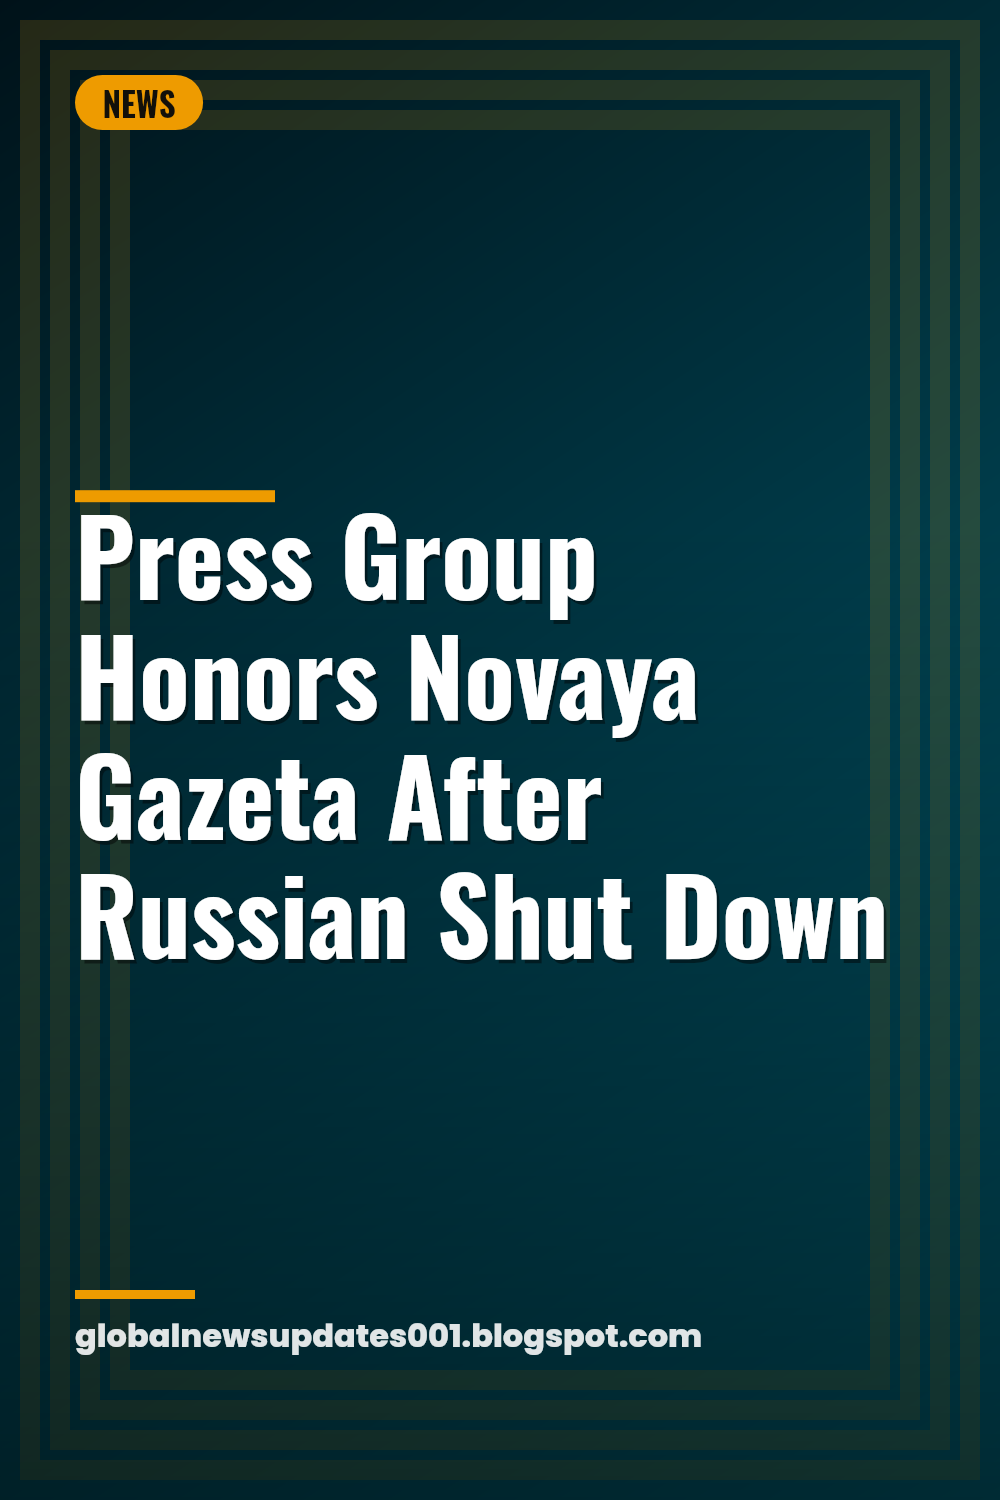 NEWS
Press Group
Honors Novaya
Gazeta After
Russian Shut Down
globalnewsupdates001.blogspot.com